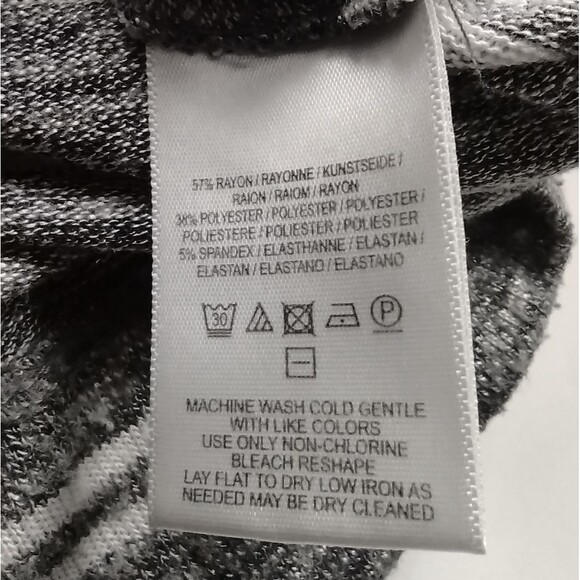 57% RAYON / RAYONNE / KUNSTSEIDE /
RAION / RAIOM / RAYON
38% POLYESTER / POLYESTER / POLYESTER /
POLIESTERE / POLIESTER / POLIESTER
5% SPANDEX / ELASTHANNE / ELASTAN /
ELASTAN / ELASTANO / ELASTANO
30 P
MACHINE WASH COLD GENTLE
WITH LIKE COLORS
USE ONLY NON-CHLORINE
BLEACH RESHAPE
LAY FLAT TO DRY LOW IRON AS
NEEDED MAY BE DRY CLEANED